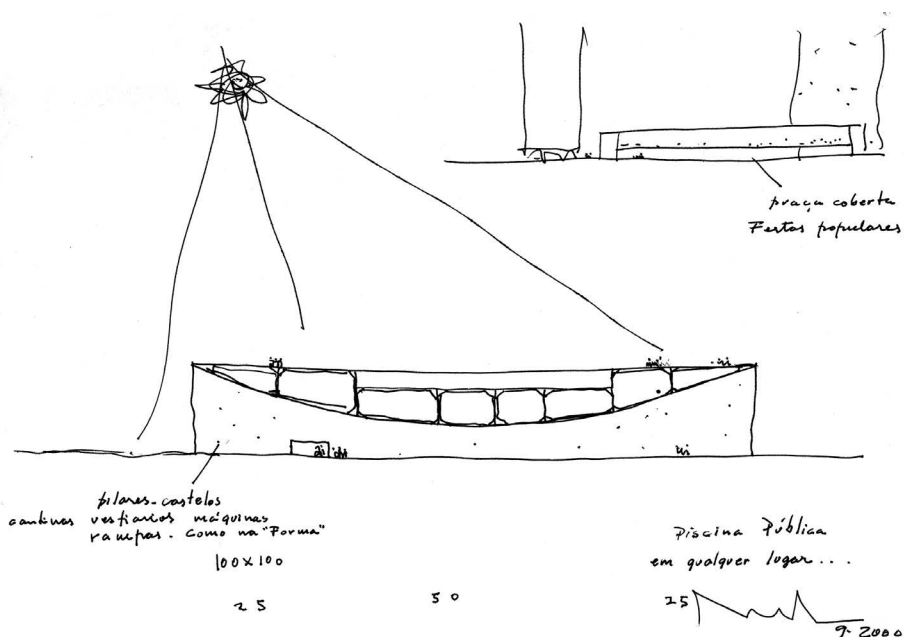 praça coberta
Festas populares
pilares-castelos
cantinas vestiarios máquinas
rampas. como na "Forma"
100x100
25
50
Piscina Pública
em qualquer lugar...
25
9-2000